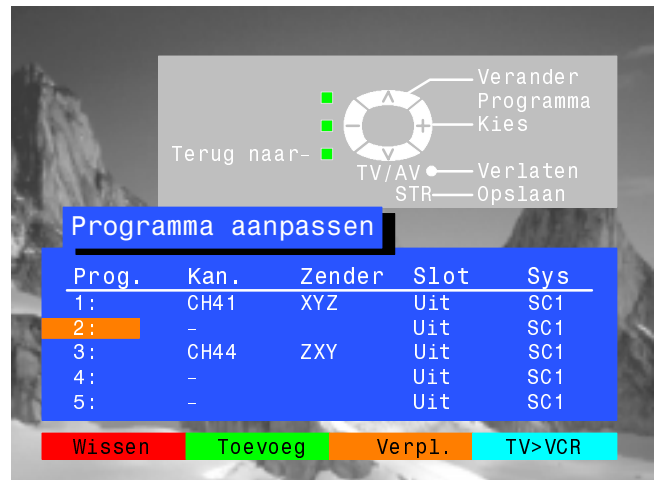 Verander
Programma
Kies
Terug naar-
TV/AV Verlaten
STR Opslaan
Programma aanpassen
Prog. Kan. Zender Slot Sys
1: CH41 XYZ Uit SC1
2: - Uit SC1
3: CH44 ZXY Uit SC1
4: - Uit SC1
5: - Uit SC1
Wissen Toevoeg Verpl. TV>VCR